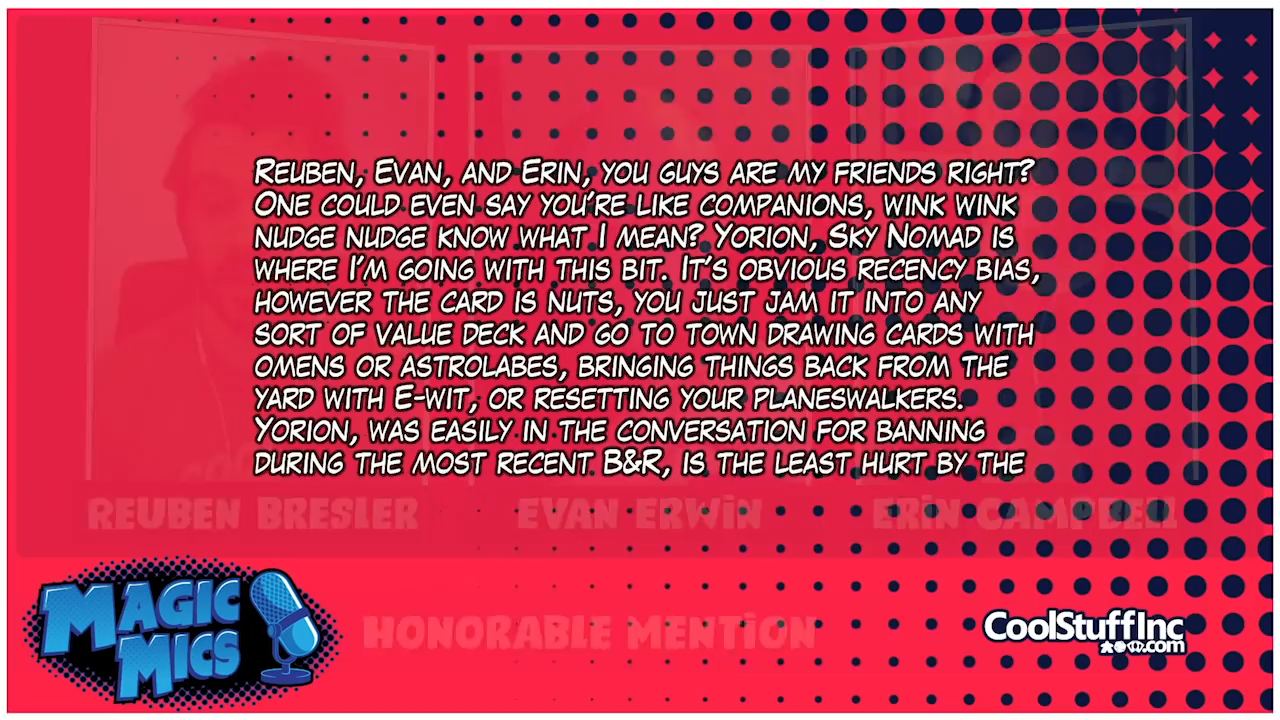 Reuben, Evan, and Erin, you guys are my friends right?
One could even say you're like companions, wink wink
nudge nudge know what I mean? Yorion, Sky Nomad is
where I'm going with this bit. It's obvious recency bias,
however the card is nuts, you just jam it into any
sort of value deck and go to town drawing cards with
omens or astrolabes, bringing things back from the
yard with E-wit, or resetting your planeswalkers.
Yorion, was easily in the conversation for banning
during the most recent B&R, is the least hurt by the
REUBEN BRESLER
EVAN ERWIN
ERIN CAMPBELL
MAGIC
MICS
HONORABLE MENTION
CoolStuffInc
.com